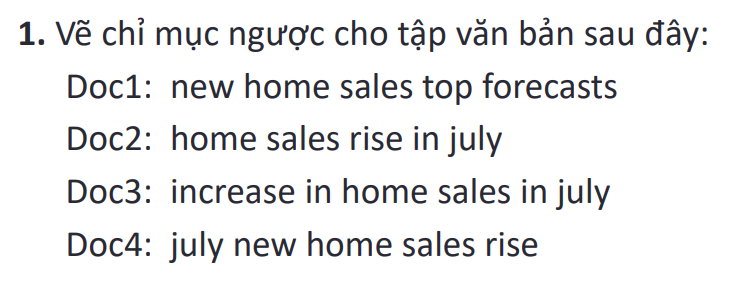 1. Vẽ chỉ mục ngược cho tập văn bản sau đây:
Doc1: new home sales top forecasts
Doc2: home sales rise in july
Doc3: increase in home sales in july
Doc4: july new home sales rise